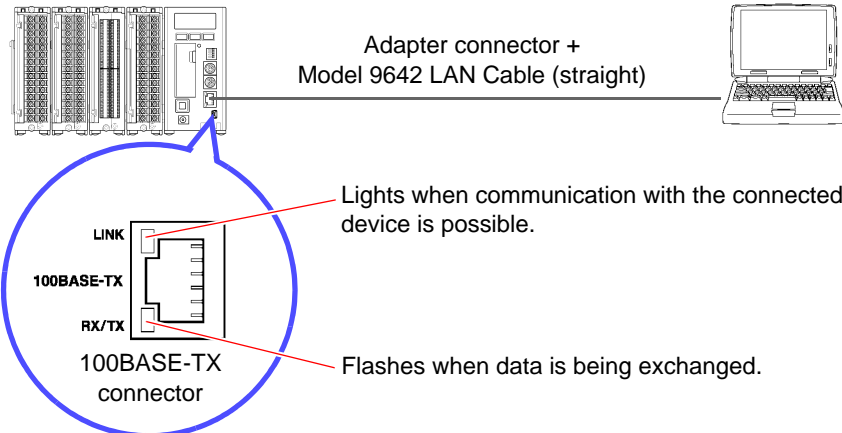 Adapter connector +
Model 9642 LAN Cable (straight)
Lights when communication with the connected
device is possible.
LINK
100BASE-TX
RX/TX
100BASE-TX
connector
Flashes when data is being exchanged.